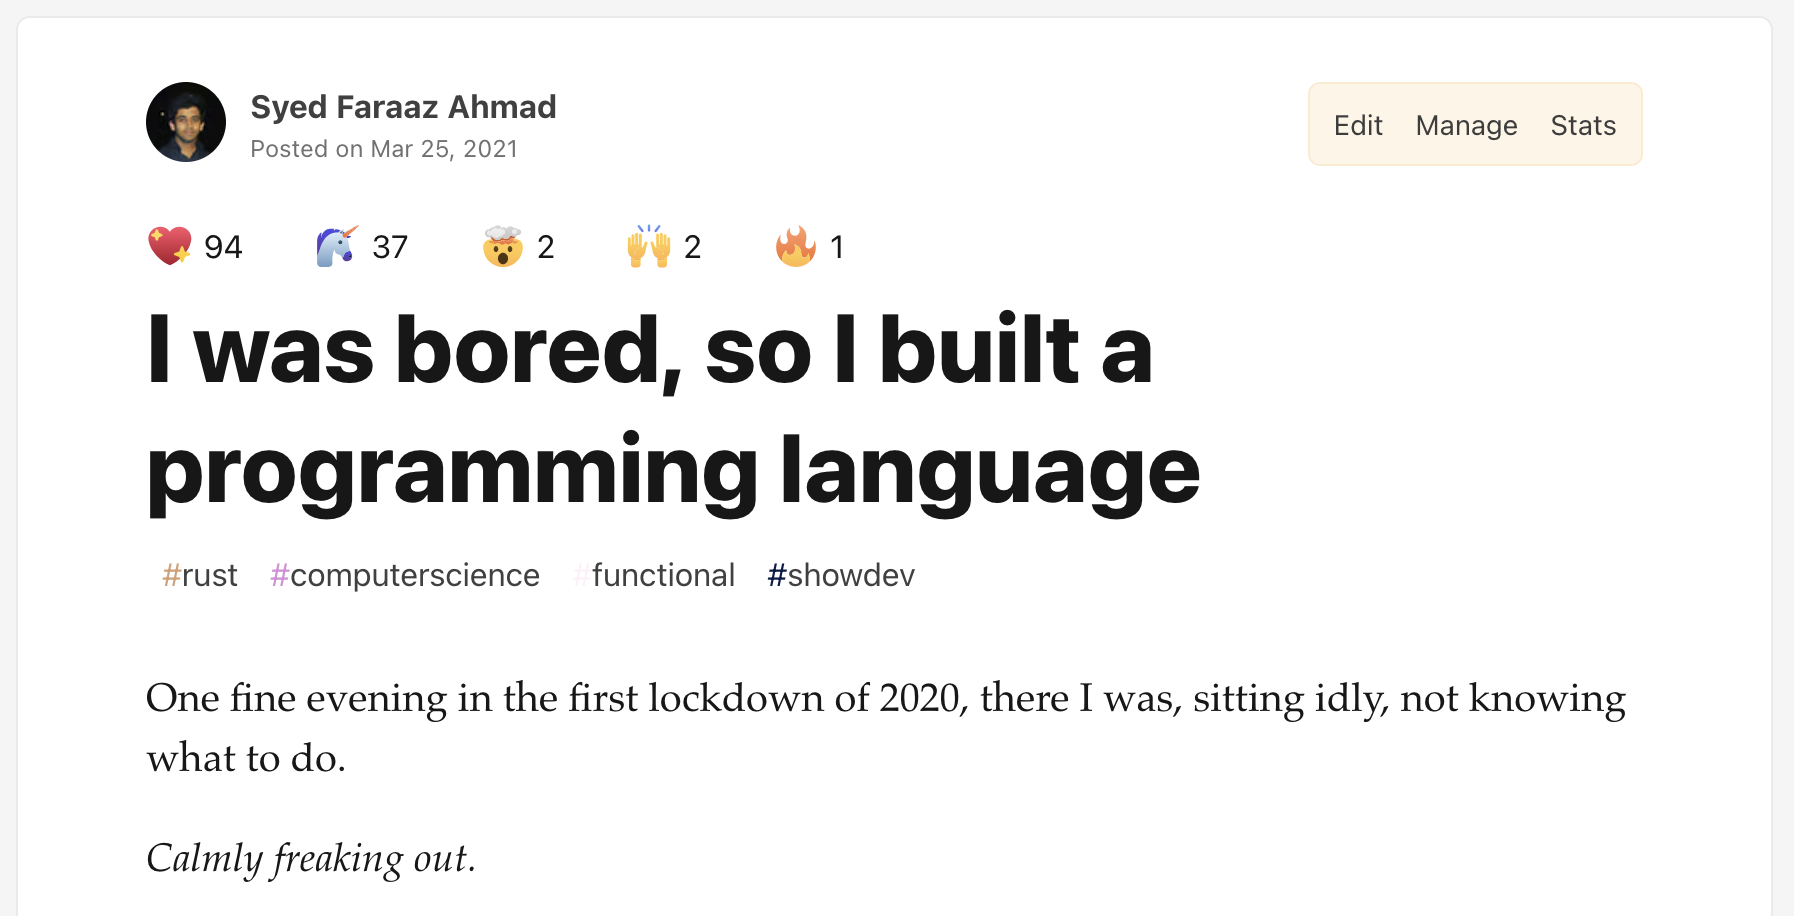 Syed Faraaz Ahmad
Posted on Mar 25, 2021
Edit Manage Stats
94 37 2 2 1
I was bored, so I built a
programming language
#rust #computerscience #functional #showdev
One fine evening in the first lockdown of 2020, there I was, sitting idly, not knowing
what to do.
Calmly freaking out.